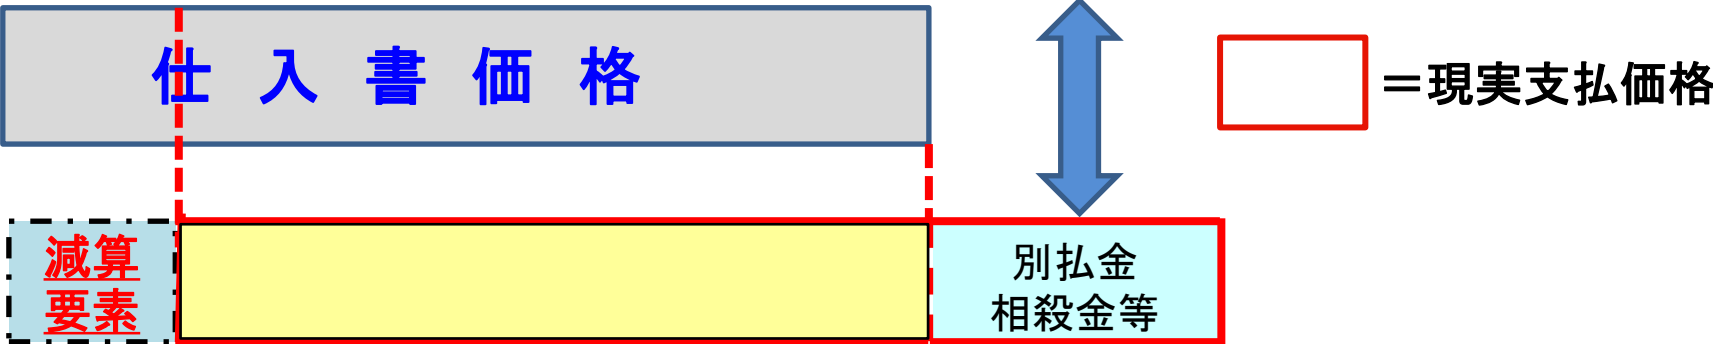 仕入書価格
＝現実支払価格
減算
要素
別払金
相殺金等